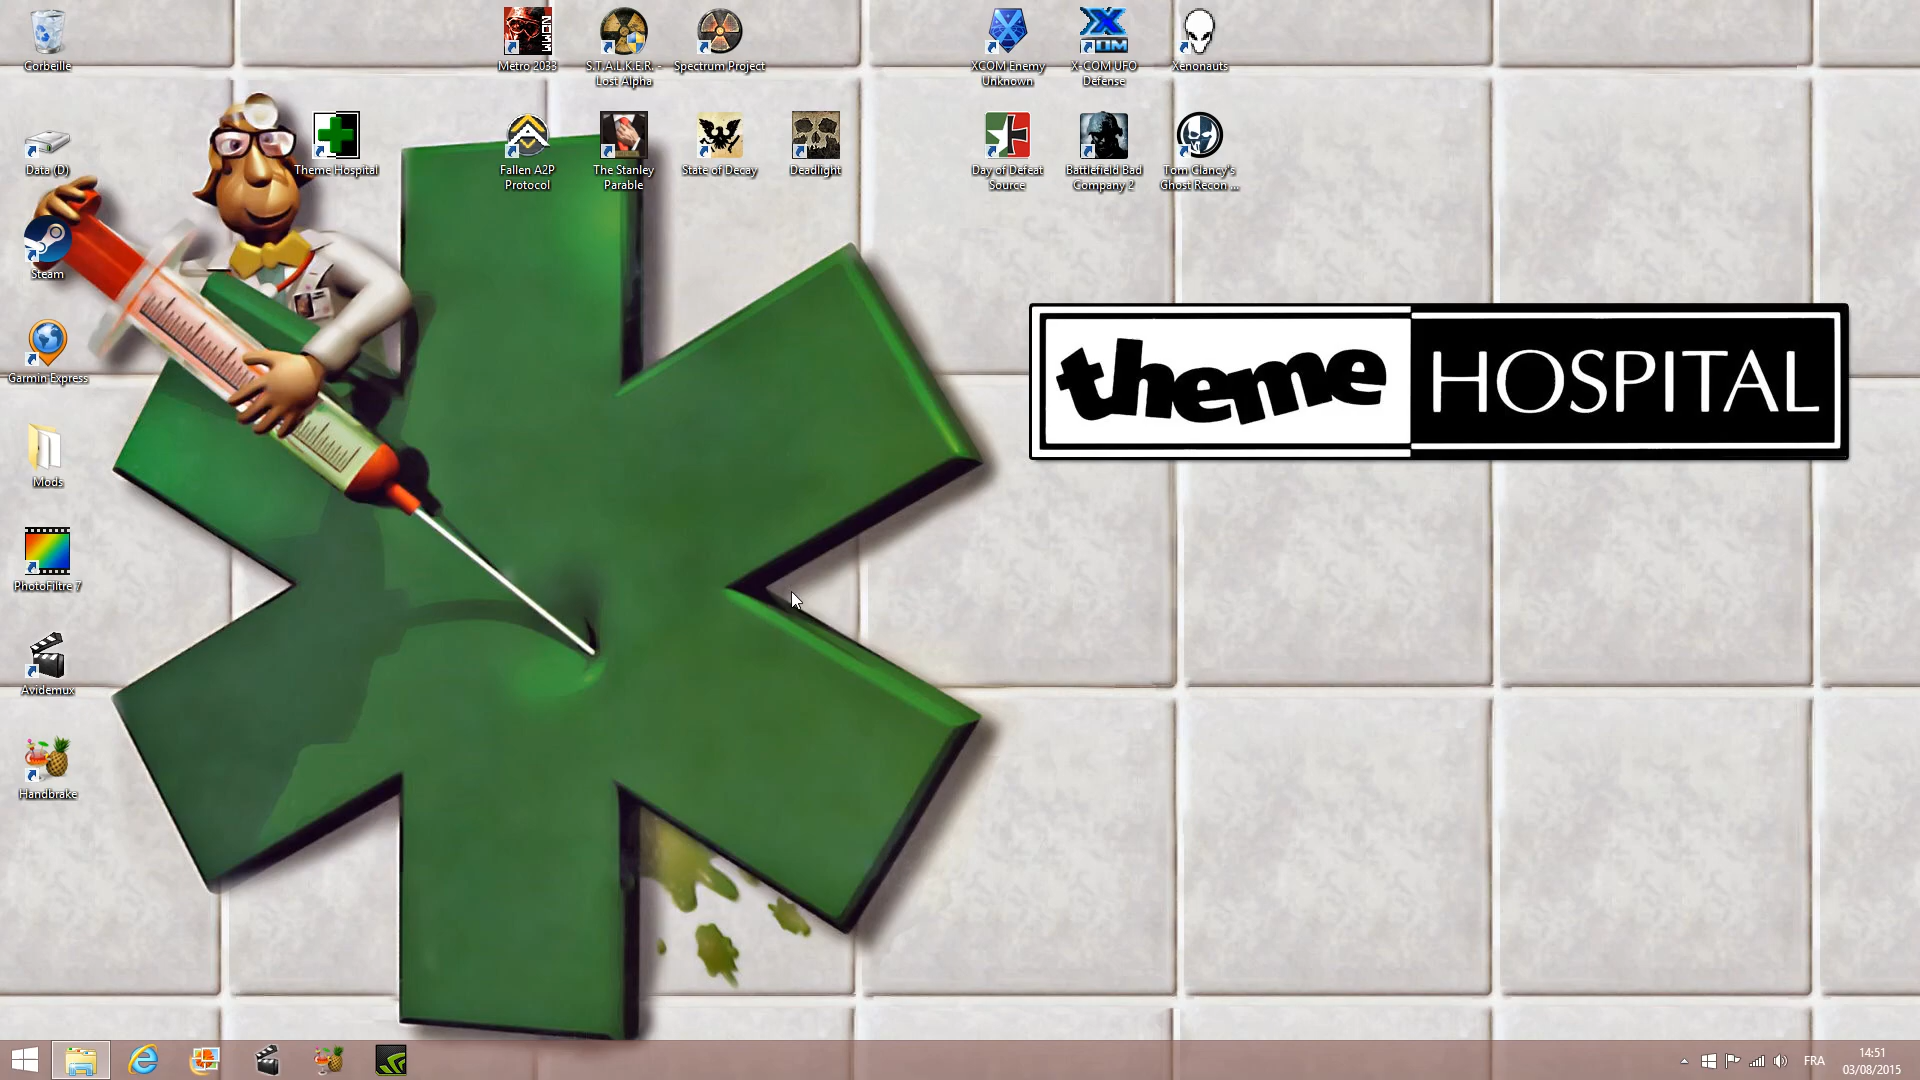 Corbeille
Metro 2033
S.T.A.L.K.E.R. -
Lost Alpha
Spectrum Project
XCOM Enemy
Unknown
X-COM UFO
Defense
Xenonauts
Data (D)
Theme Hospital
Fallen A2P
Protocol
The Stanley
Parable
State of Decay
Deadlight
Day of Defeat
Source
Battlefield Bad
Company 2
Tom Clancy's
Ghost Recon ...
Steam
Garmin Express
theme HOSPITAL
Mods
PhotoFiltre 7
Avidemux
Handbrake
FRA
14:51
03/08/2015